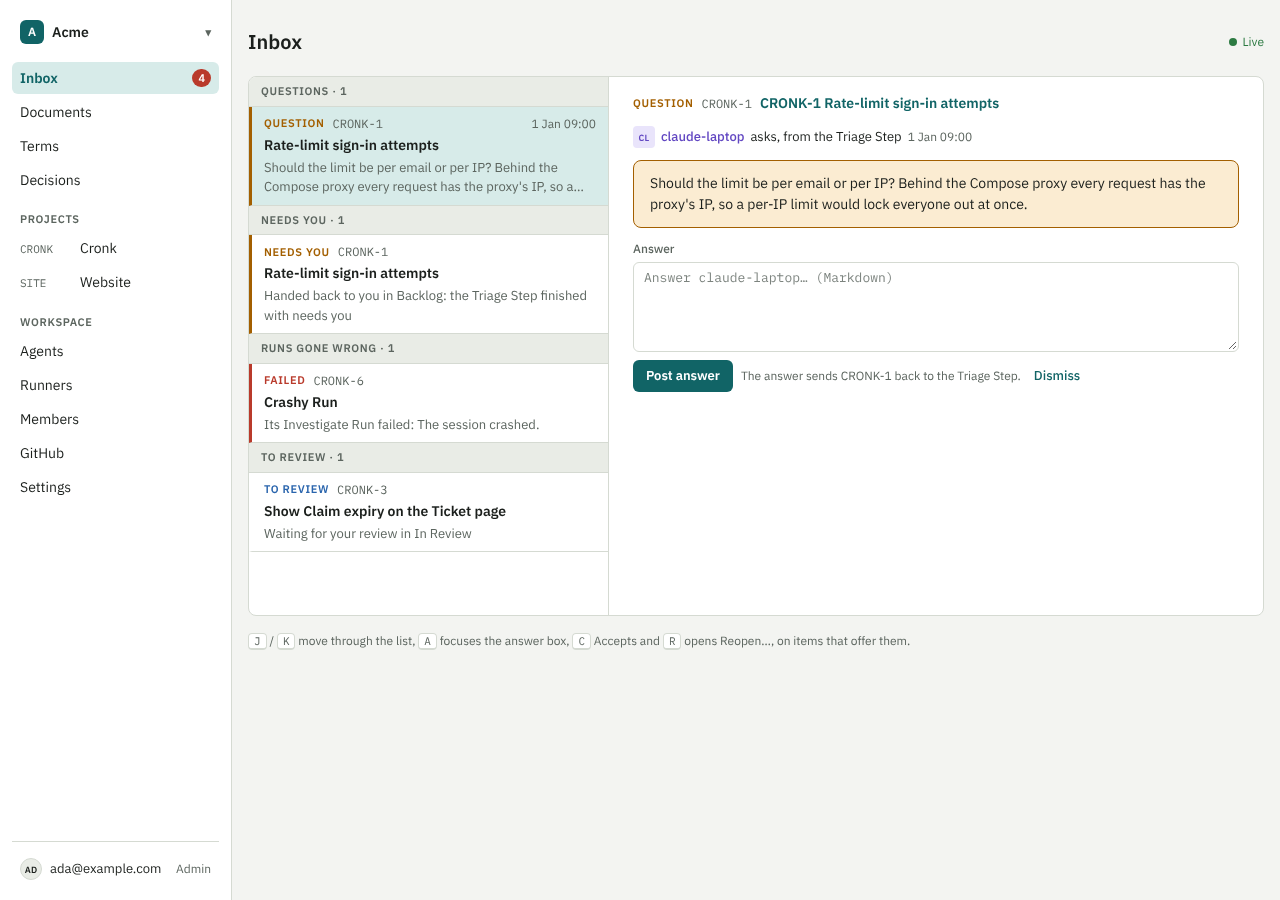 A Acme ▾
Inbox 4
Documents
Terms
Decisions
PROJECTS
CRONK Cronk
SITE Website
WORKSPACE
Agents
Runners
Members
GitHub
Settings
AD ada@example.com Admin
Inbox
Live
QUESTIONS · 1
QUESTION CRONK-1 1 Jan 09:00
Rate-limit sign-in attempts
Should the limit be per email or per IP? Behind the
Compose proxy every request has the proxy's IP, so a…
NEEDS YOU · 1
NEEDS YOU CRONK-1
Rate-limit sign-in attempts
Handed back to you in Backlog: the Triage Step finished
with needs you
RUNS GONE WRONG · 1
FAILED CRONK-6
Crashy Run
Its Investigate Run failed: The session crashed.
TO REVIEW · 1
TO REVIEW CRONK-3
Show Claim expiry on the Ticket page
Waiting for your review in In Review
QUESTION CRONK-1 CRONK-1 Rate-limit sign-in attempts
CL claude-laptop asks, from the Triage Step 1 Jan 09:00
Should the limit be per email or per IP? Behind the Compose proxy every request has the
proxy's IP, so a per-IP limit would lock everyone out at once.
Answer
Answer claude-laptop… (Markdown)
Post answer The answer sends CRONK-1 back to the Triage Step. Dismiss
J / K move through the list, A focuses the answer box, C Accepts and R opens Reopen…, on items that offer them.